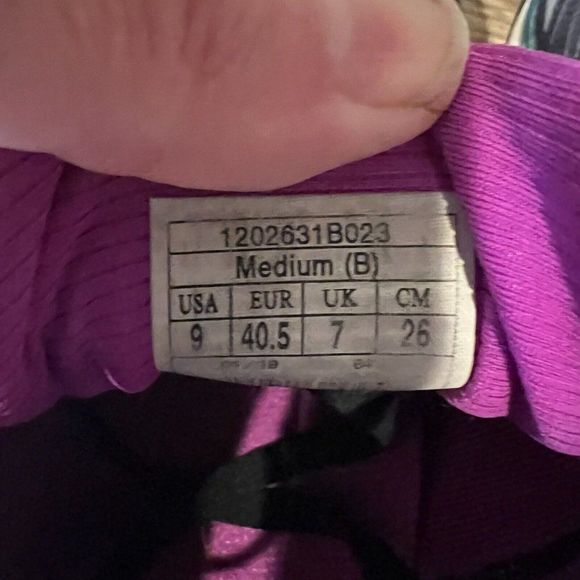 1202631B023
Medium (B)
USA EUR UK CM
9 40.5 7 26